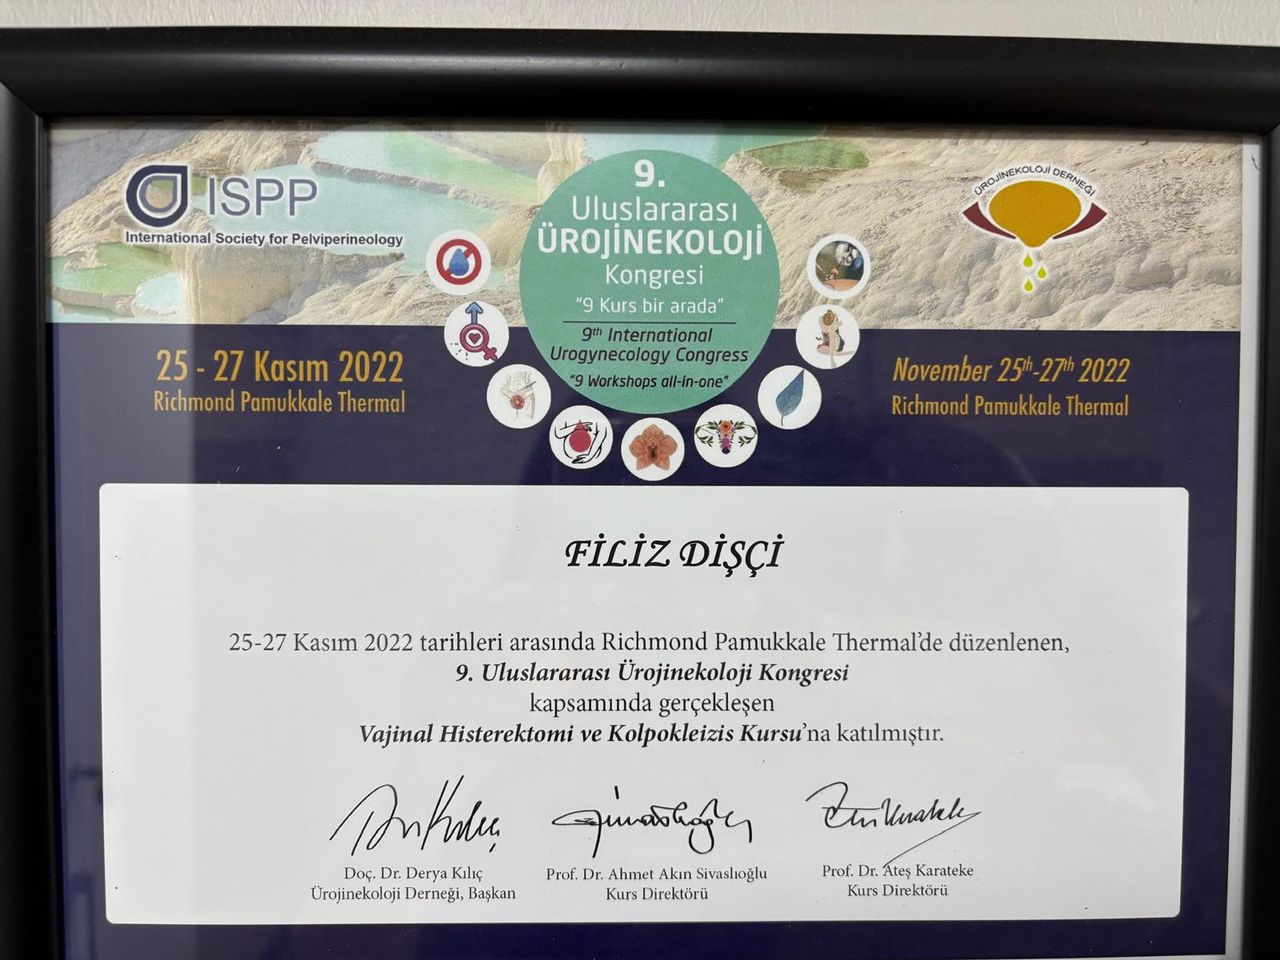 ISPP
International Society for Pelviperineology
9.
Uluslararası
ÜROJİNEKOLOJİ
Kongresi
"9 Kurs bir arada"
9th International
Urogynecology Congress
"9 Workshops all-in-one"
ÜROJİNEKOLOJİ DERNEĞİ
25 - 27 Kasım 2022
Richmond Pamukkale Thermal
November 25th-27th 2022
Richmond Pamukkale Thermal
FİLİZ DİŞÇİ
25-27 Kasım 2022 tarihleri arasında Richmond Pamukkale Thermal'de düzenlenen,
9. Uluslararası Ürojinekoloji Kongresi
kapsamında gerçekleşen
Vajinal Histerektomi ve Kolpokleizis Kursu'na katılmıştır.
Doç. Dr. Derya Kılıç
Ürojinekoloji Derneği, Başkan
Prof. Dr. Ahmet Akın Sivaslıoğlu
Kurs Direktörü
Prof. Dr. Ateş Karateke
Kurs Direktörü